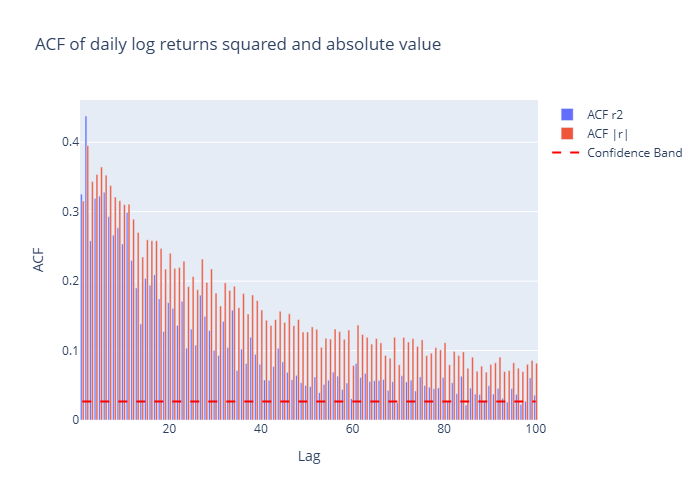 ACF of daily log returns squared and absolute value
ACF r2
ACF |r|
Confidence Band
ACF
0.4
0.3
0.2
0.1
0
20
40
60
80
100
Lag